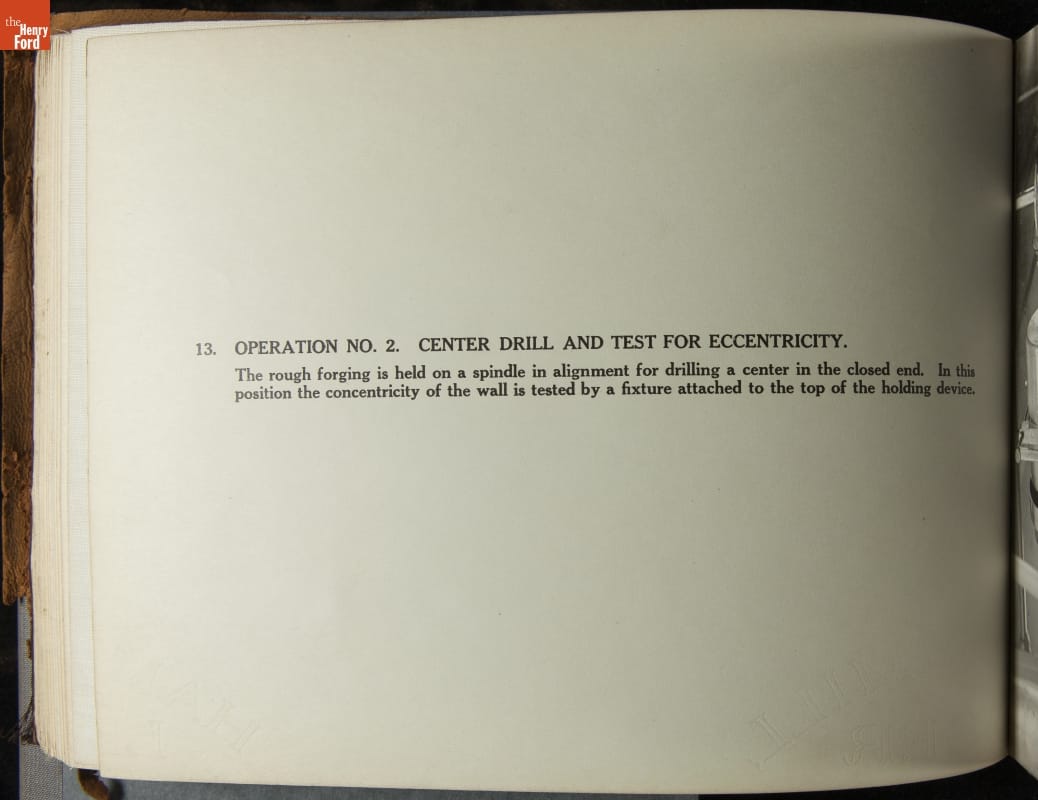 the
Henry
Ford
13. OPERATION NO. 2. CENTER DRILL AND TEST FOR ECCENTRICITY.
The rough forging is held on a spindle in alignment for drilling a center in the closed end. In this
position the concentricity of the wall is tested by a fixture attached to the top of the holding device.